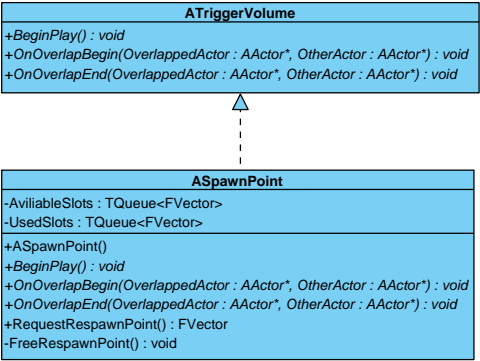 ATriggerVolume
+BeginPlay() : void
+OnOverlapBegin(OverlappedActor : AActor*, OtherActor : AActor*) : void
+OnOverlapEnd(OverlappedActor : AActor*, OtherActor : AActor*) : void
ASpawnPoint
-AviliableSlots : TQueue<FVector>
-UsedSlots : TQueue<FVector>
+ASpawnPoint()
+BeginPlay() : void
+OnOverlapBegin(OverlappedActor : AActor*, OtherActor : AActor*) : void
+OnOverlapEnd(OverlappedActor : AActor*, OtherActor : AActor*) : void
+RequestRespawnPoint() : FVector
-FreeRespawnPoint() : void